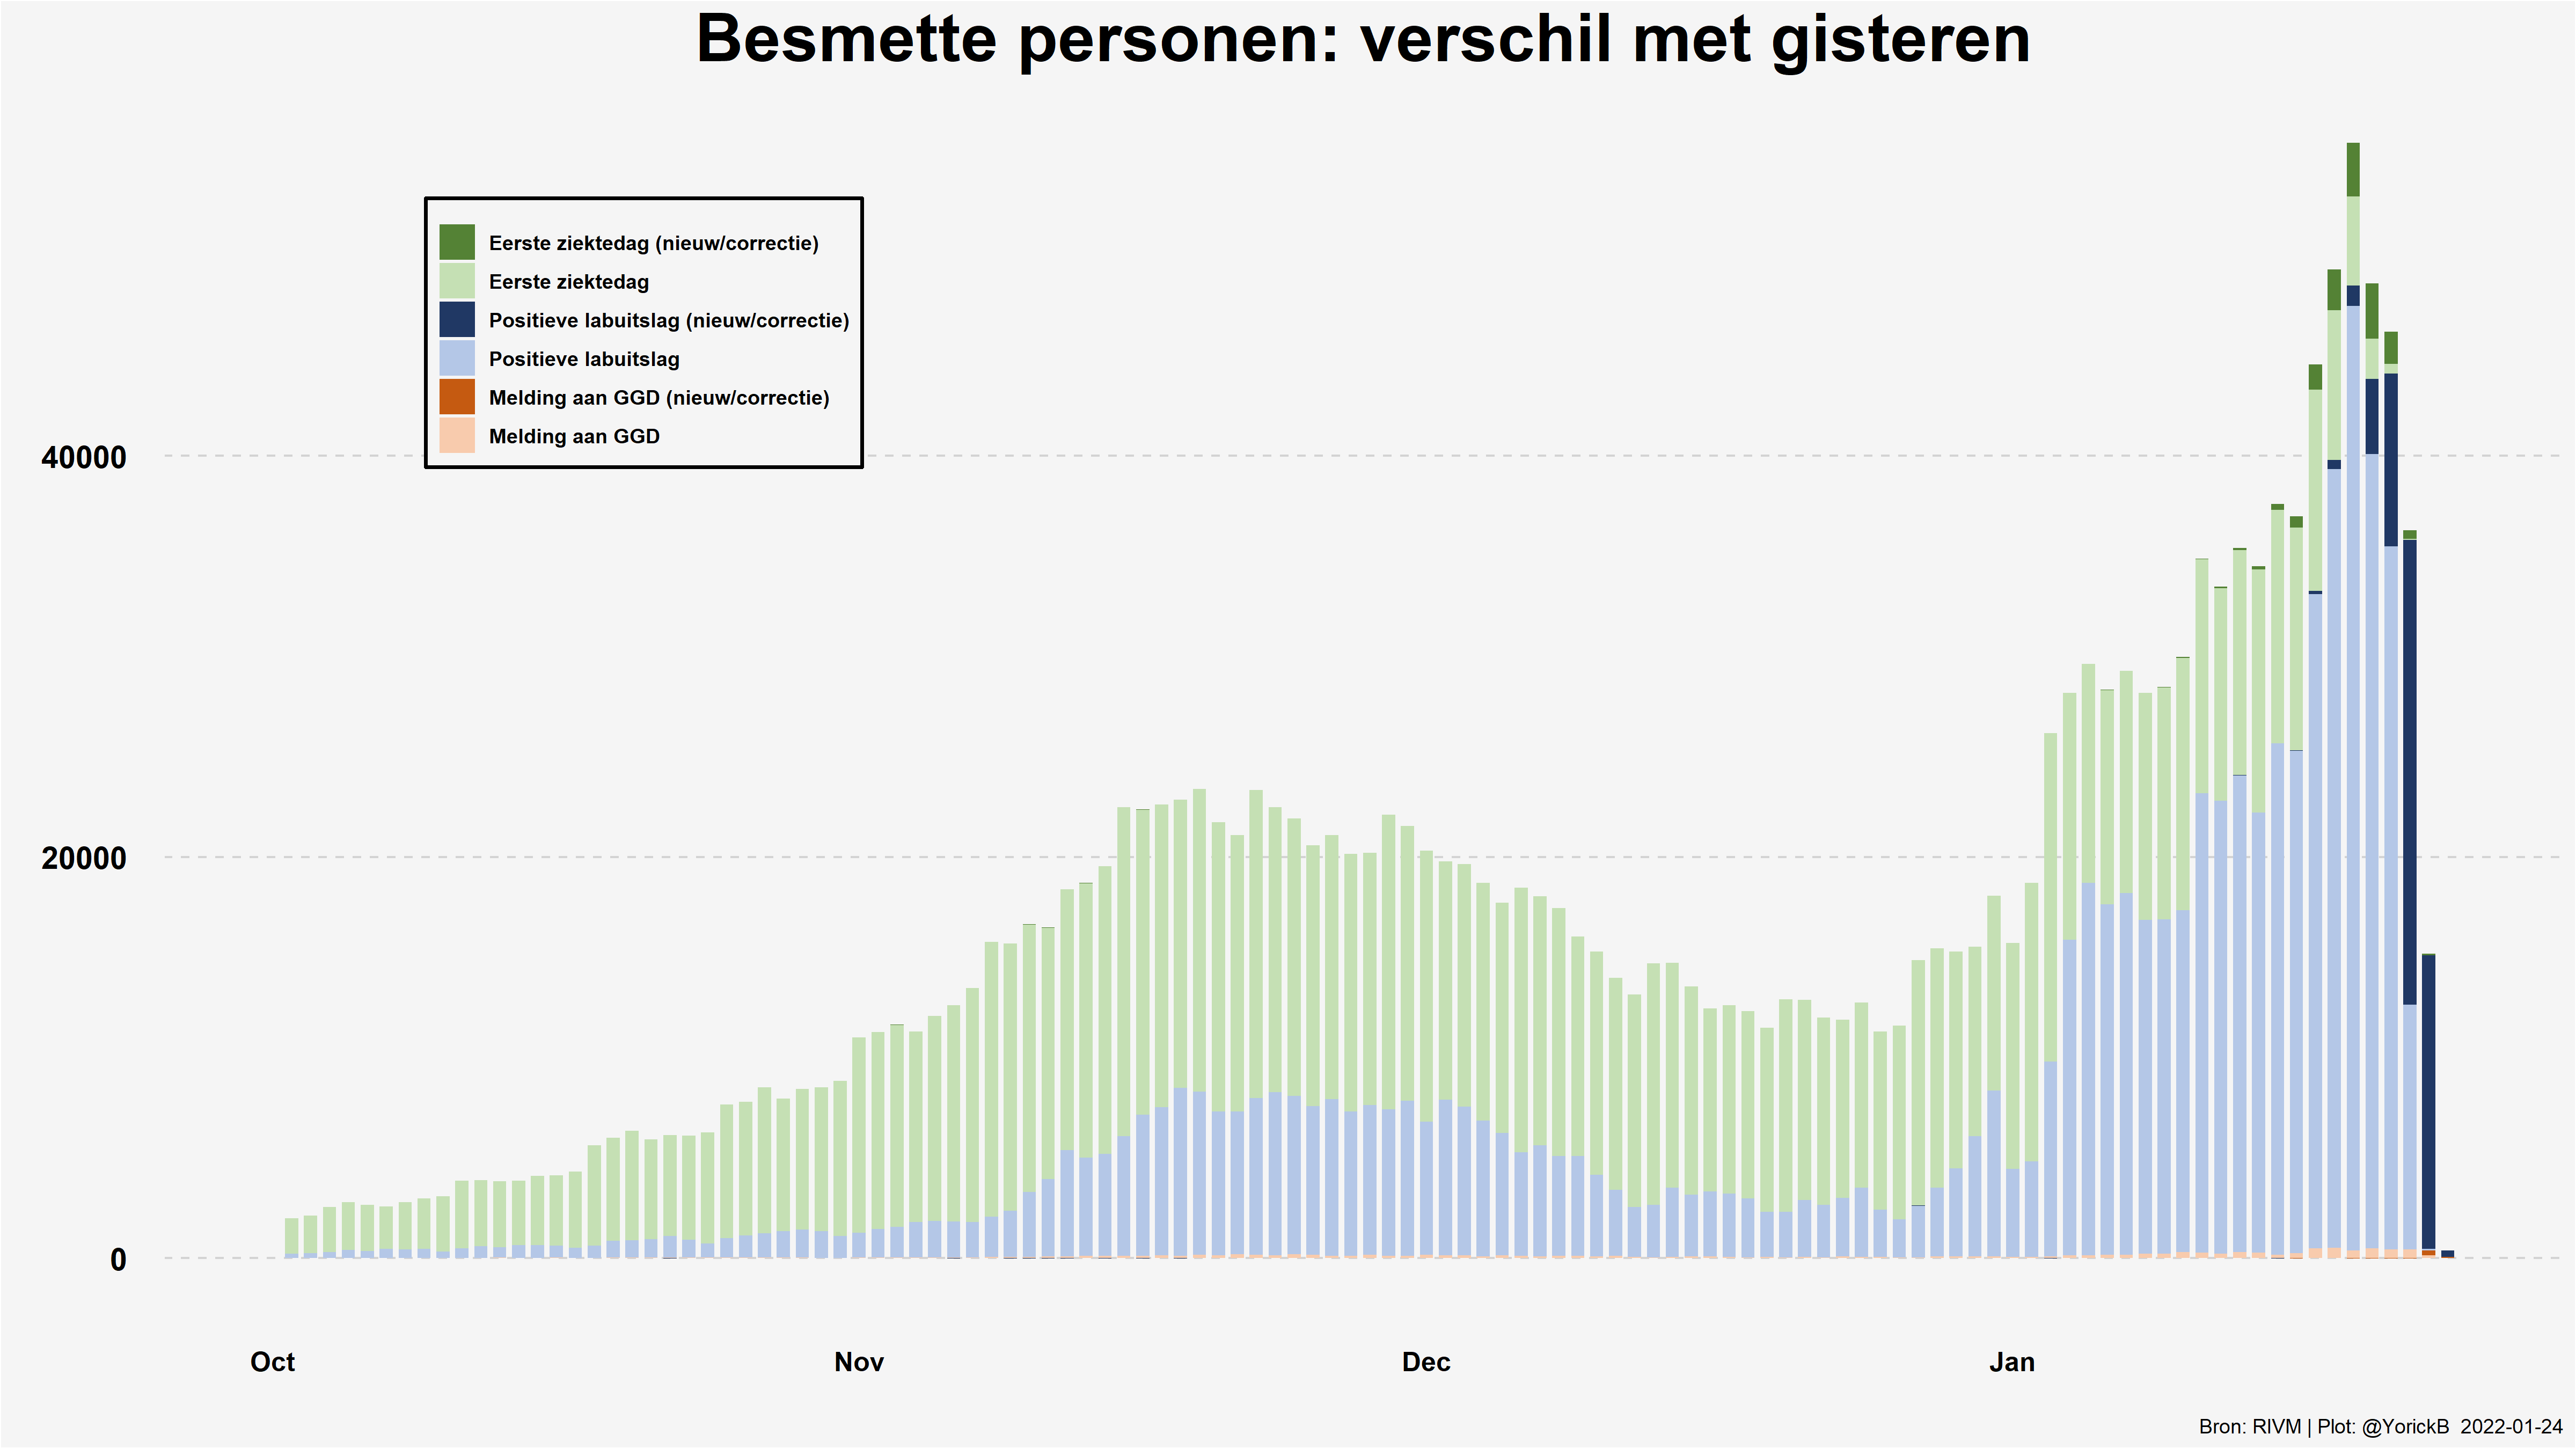 Besmette personen: verschil met gisteren
Eerste ziektedag (nieuw/correctie)
Eerste ziektedag
Positieve labuitslag (nieuw/correctie)
Positieve labuitslag
Melding aan GGD (nieuw/correctie)
Melding aan GGD
40000
20000
0
Oct Nov Dec Jan
Bron: RIVM | Plot: @YorickB 2022-01-24